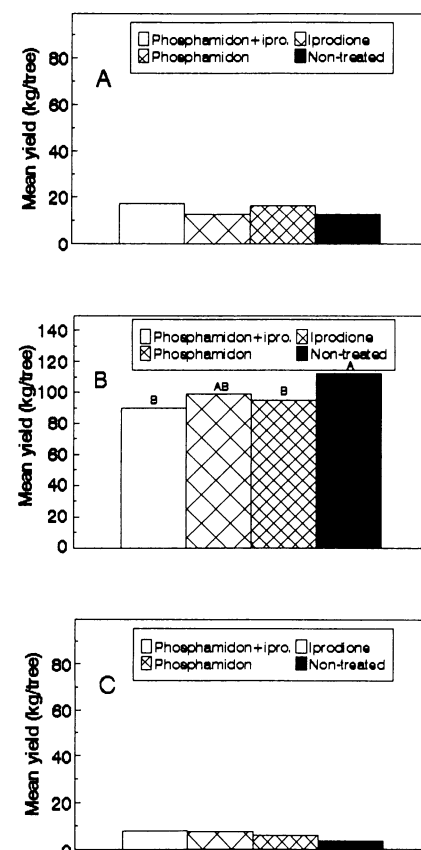 Phosphamidon+ipro. Iprodione
Phosphamidon Non-treated
A
Mean yield (kg/tree)
80
60
40
20
0
Phosphamidon+ipro. Iprodione
Phosphamidon Non-treated
B
Mean yield (kg/tree)
140
120
100
80
60
40
20
0
B AB B A
Phosphamidon+ipro. Iprodione
Phosphamidon Non-treated
C
Mean yield (kg/tree)
80
60
40
20
0